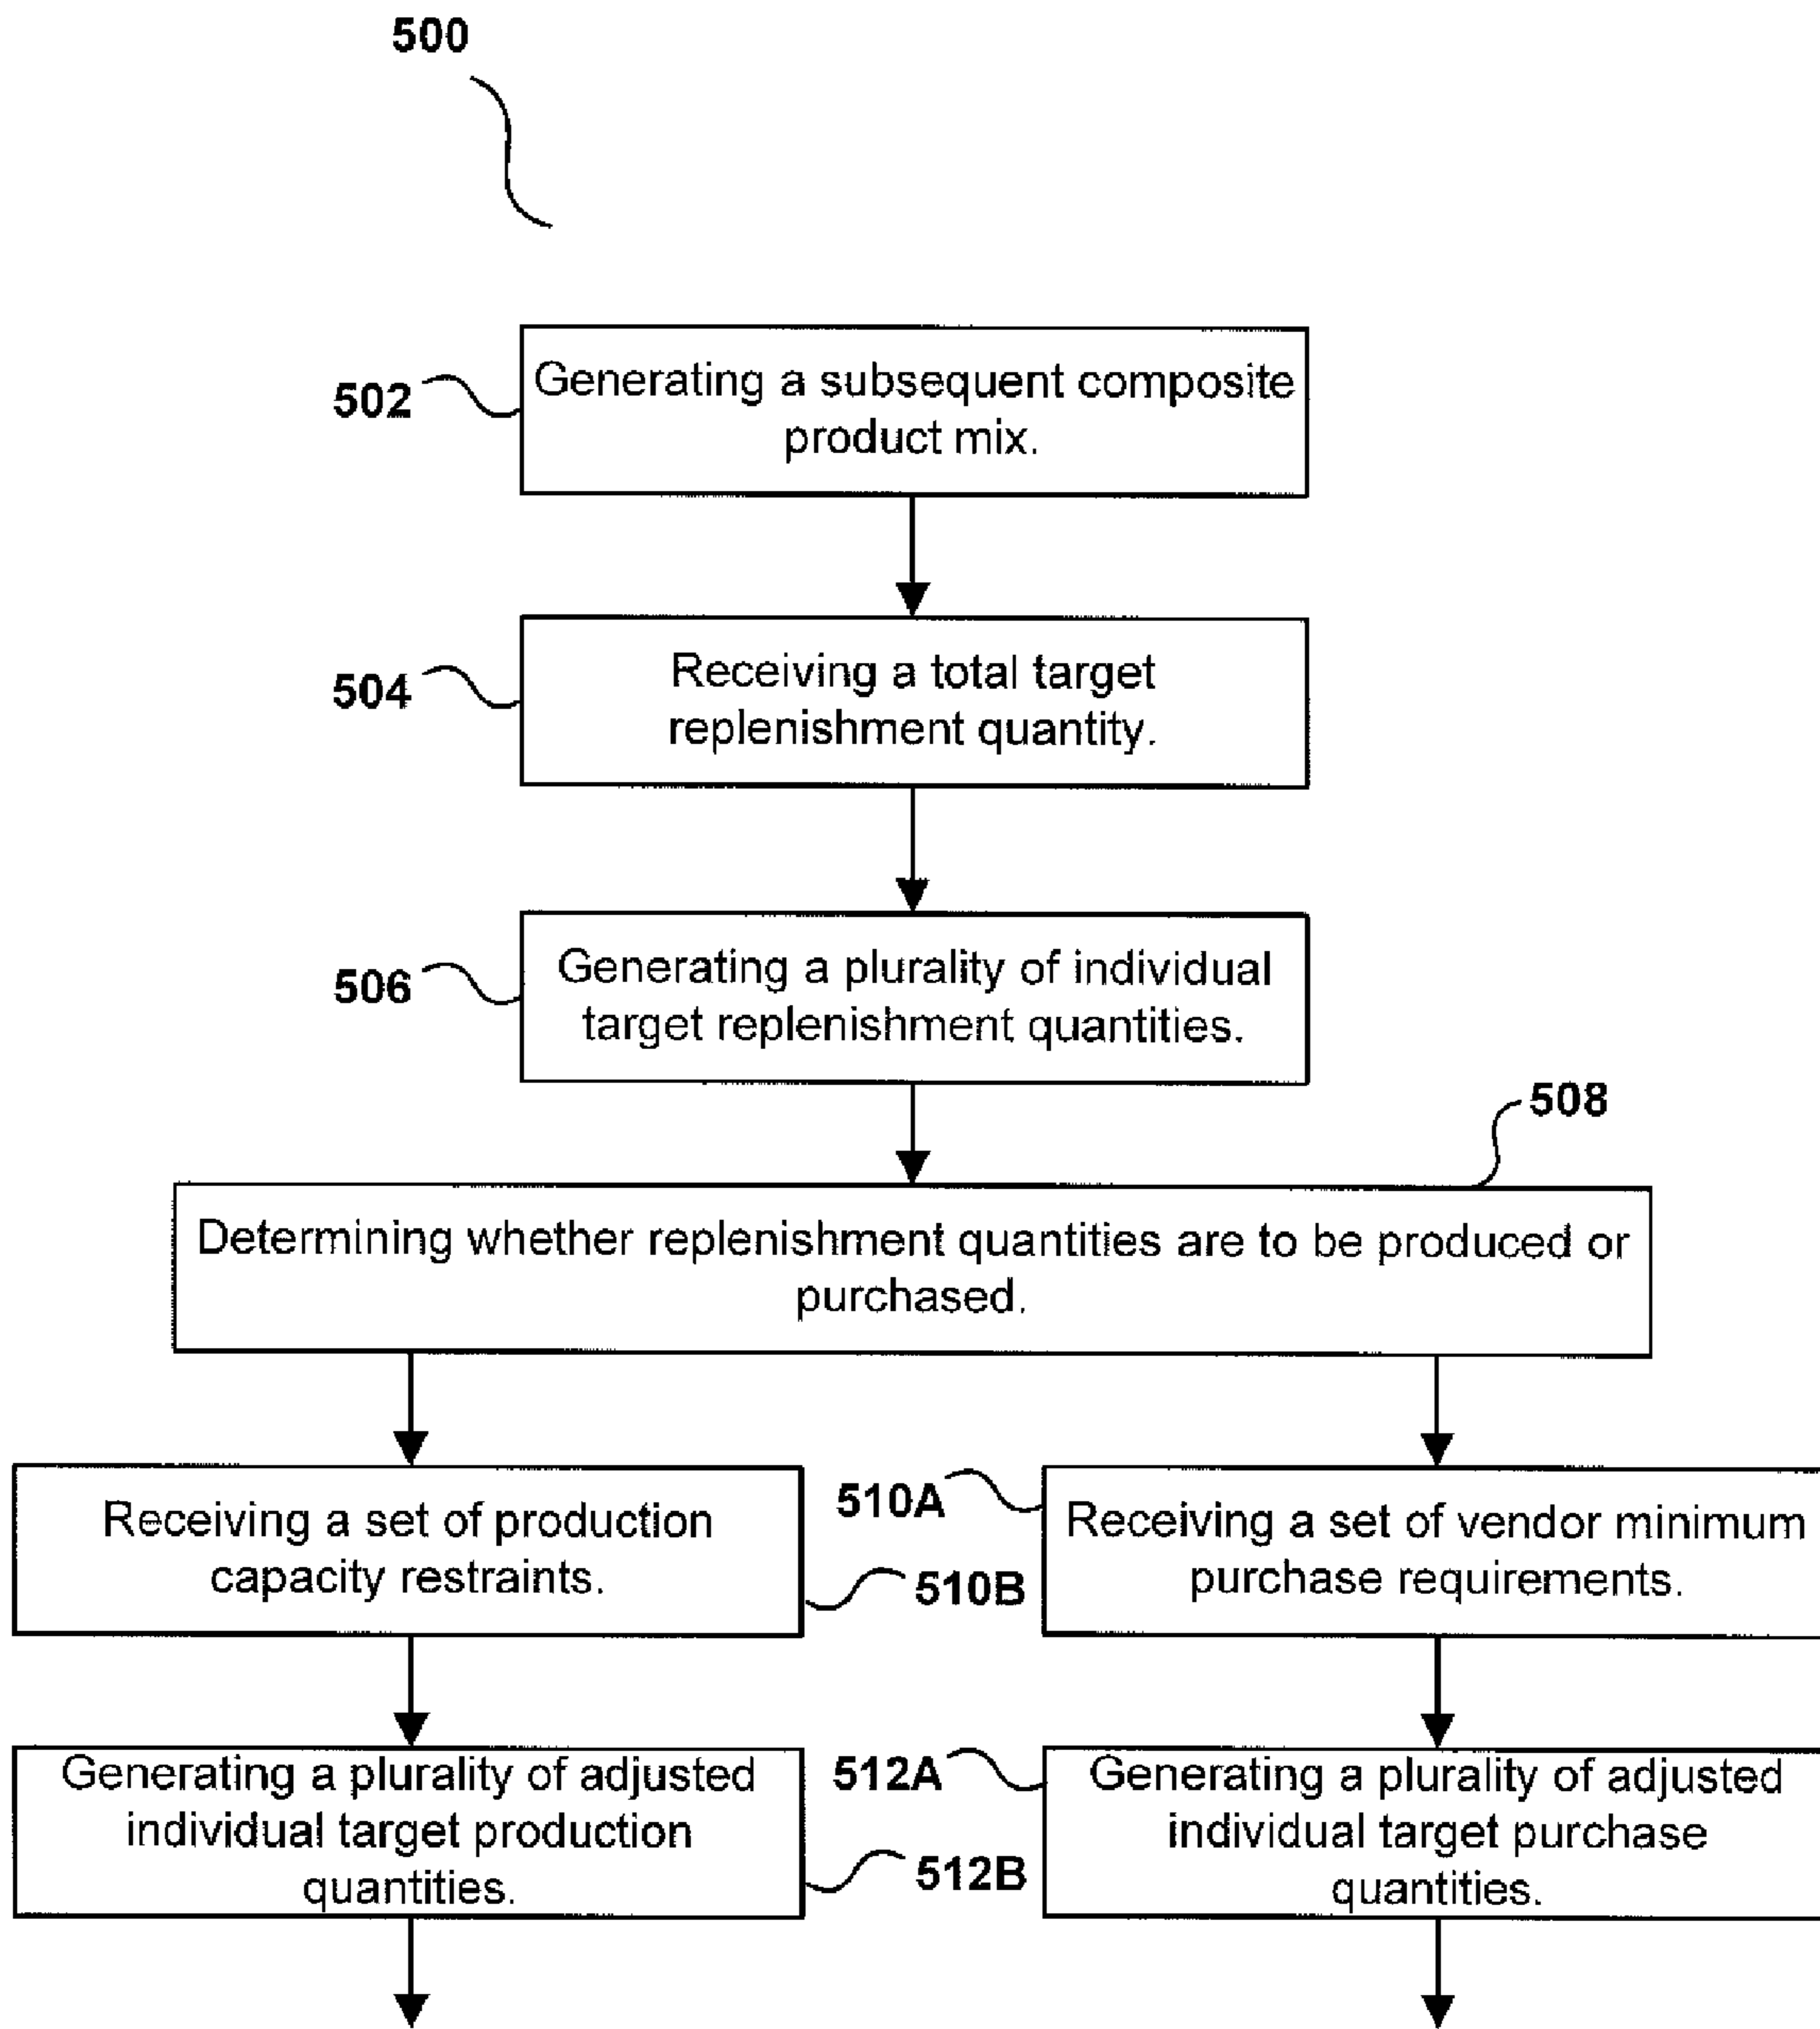 500
502
Generating a subsequent composite
product mix.
504
Receiving a total target
replenishment quantity.
506
Generating a plurality of individual
target replenishment quantities.
508
Determining whether replenishment quantities are to be produced or
purchased.
Receiving a set of production
capacity restraints.
510B
510A
Receiving a set of vendor minimum
purchase requirements.
Generating a plurality of adjusted
individual target production
quantities.
512B
512A
Generating a plurality of adjusted
individual target purchase
quantities.